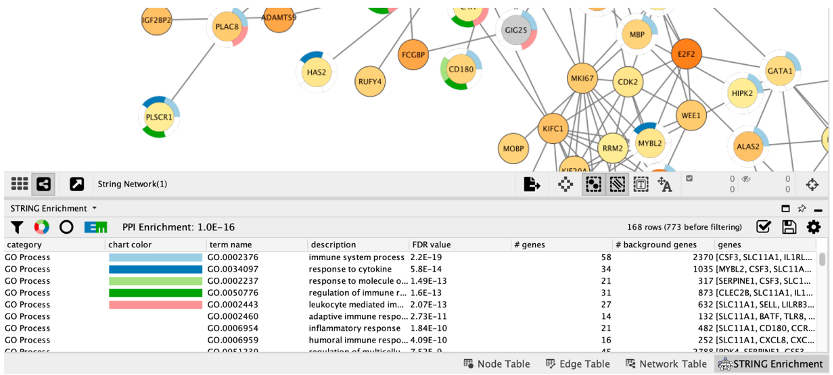 IGF2BP2
PLAC8
ADAMTS9
GIG25
MBP
E2F2
GATA1
HAS2
RUFY4
FCGBP
CD180
MKI67
CDK2
HIPK2
PLSCR1
MOBP
KIFC1
RRM2
MYBL2
WEE1
ALAS2
KIF20A
String Network(1)
0 0
0 0
STRING Enrichment
PPI Enrichment: 1.0E-16 168 rows (773 before filtering)
category chart color term name description FDR value # genes # background genes genes
GO Process GO.0002376 immune system process 2.2E-19 58 2370 [CSF3, SLC11A1, IL1RL...
GO Process GO.0034097 response to cytokine 5.8E-14 34 1035 [MYBL2, CSF3, SLC11A...
GO Process GO.0002237 response to molecule o... 1.49E-13 21 317 [SERPINE1, CSF3, SLC1...
GO Process GO.0050776 regulation of immune r... 1.6E-13 31 873 [CLEC2B, SLC11A1, IL1...
GO Process GO.0002443 leukocyte mediated im... 2.07E-13 27 632 [SLC11A1, SELL, LILRB3...
GO Process GO.0002460 adaptive immune respo... 2.73E-11 14 132 [SLC11A1, BATF, TLR8, ...
GO Process GO.0006954 inflammatory response 1.84E-10 21 482 [SLC11A1, CD180, CCR...
GO Process GO.0006959 humoral immune respo... 4.09E-10 16 252 [SLC11A1, CXCL8, CXC...
GO Process GO.0051239 regulation of multicellu... 7.52E-9 45 2788 [PDK4, SERPINE1, CSF3...
Node Table Edge Table Network Table STRING Enrichment